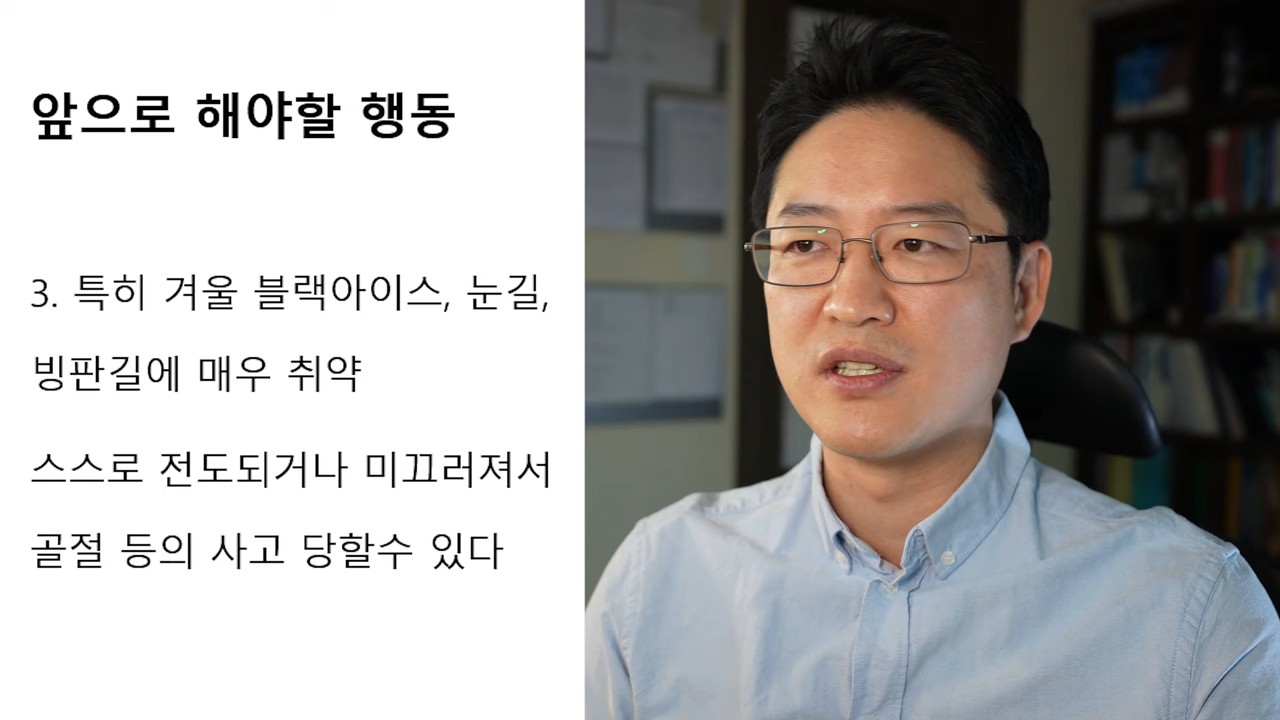 앞으로 해야할 행동
3. 특히 겨울 블랙아이스, 눈길,
빙판길에 매우 취약
스스로 전도되거나 미끄러져서
골절 등의 사고 당할수 있다